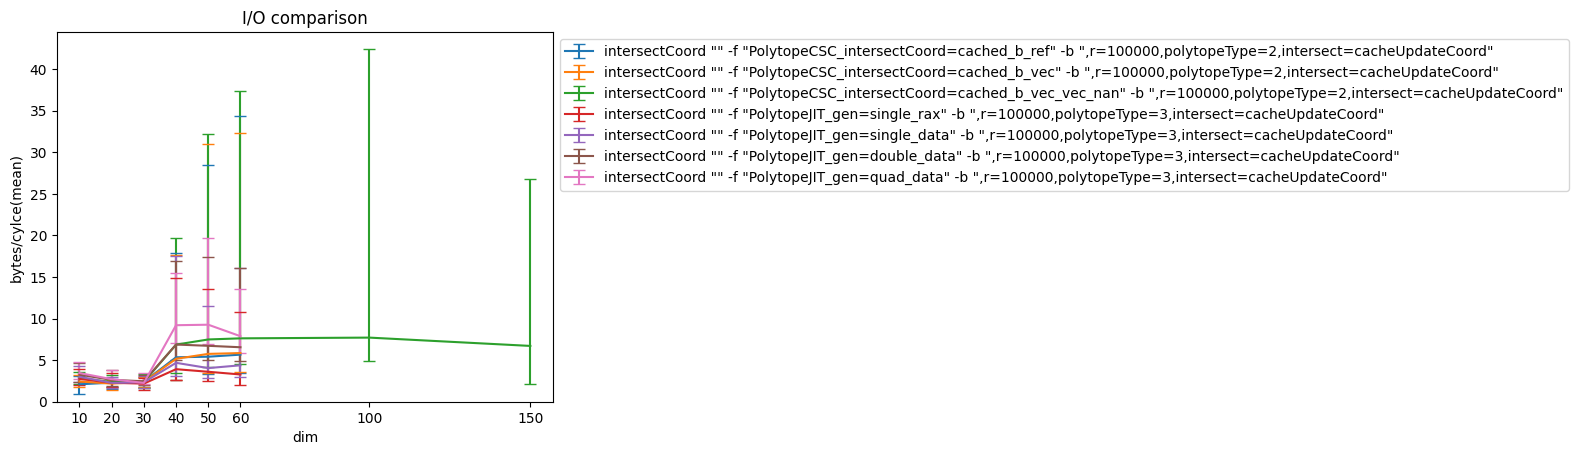 I/O comparison
bytes/cylce(mean)
40
35
30
25
20
15
10
5
0
10 20 30 40 50 60 100 150
dim
intersectCoord "" -f "PolytopeCSC_intersectCoord=cached_b_ref" -b ",r=100000,polytopeType=2,intersect=cacheUpdateCoord"
intersectCoord "" -f "PolytopeCSC_intersectCoord=cached_b_vec" -b ",r=100000,polytopeType=2,intersect=cacheUpdateCoord"
intersectCoord "" -f "PolytopeCSC_intersectCoord=cached_b_vec_vec_nan" -b ",r=100000,polytopeType=2,intersect=cacheUpdateCoord"
intersectCoord "" -f "PolytopeJIT_gen=single_rax" -b ",r=100000,polytopeType=3,intersect=cacheUpdateCoord"
intersectCoord "" -f "PolytopeJIT_gen=single_data" -b ",r=100000,polytopeType=3,intersect=cacheUpdateCoord"
intersectCoord "" -f "PolytopeJIT_gen=double_data" -b ",r=100000,polytopeType=3,intersect=cacheUpdateCoord"
intersectCoord "" -f "PolytopeJIT_gen=quad_data" -b ",r=100000,polytopeType=3,intersect=cacheUpdateCoord"